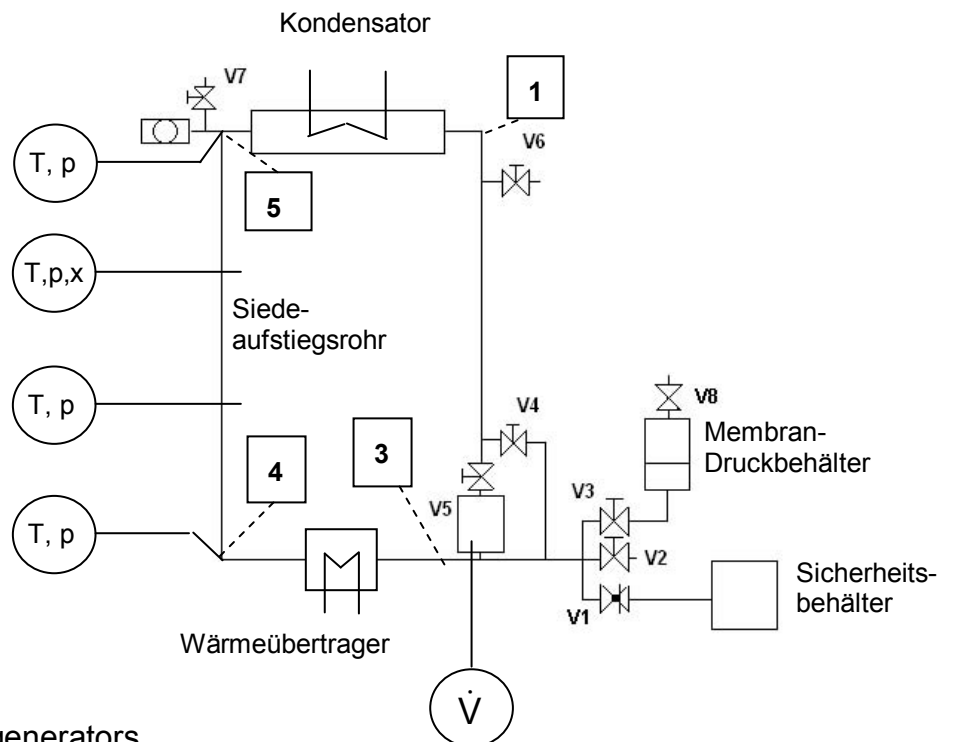 Kondensator
V7
1
T, p
V6
5
T,p,x
Siede-
aufstiegsrohr
T, p
V4
V8
Membran-
Druckbehälter
4
3
V5
V3
T, p
V2
Sicherheits-
behälter
V1
Wärmeübertrager
V̇
generators